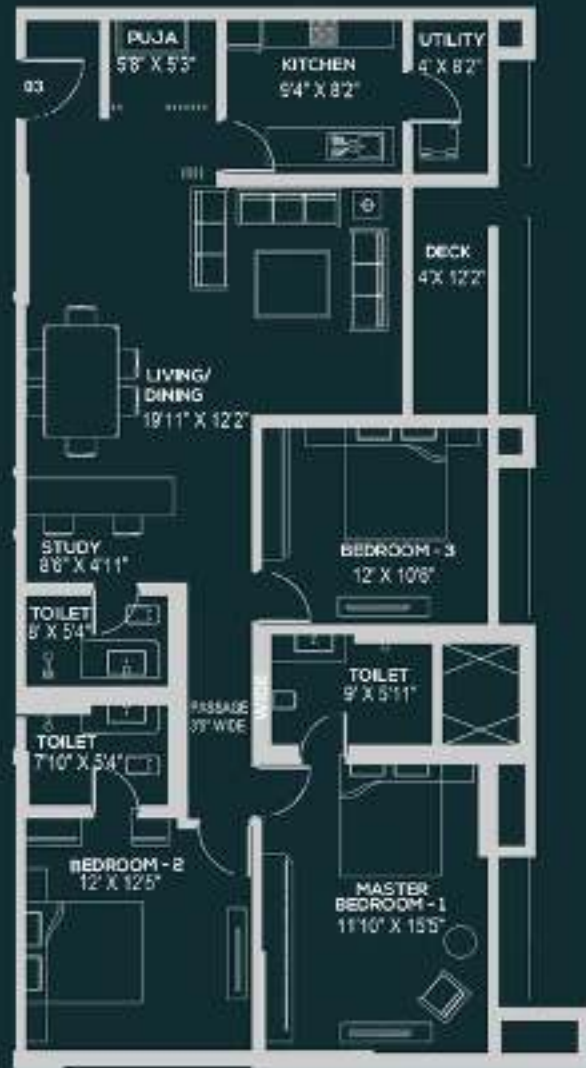 PUJA
5'8" X 5'3"
KITCHEN
9'4" X 8'2"
UTILITY
4' X 8'2"
03
DECK
4'X 12'2"
LIVING/
DINING
19'11" X 12'2"
STUDY
8'6" X 4'11"
BEDROOM - 3
12' X 10'6"
TOILET
8' X 5'4"
TOILET
9' X 5'11"
PASSAGE
WIDE
WIDE
TOILET
7'10" X 5'4"
BEDROOM - 2
12' X 12'5"
MASTER
BEDROOM - 1
11'10" X 15'5"